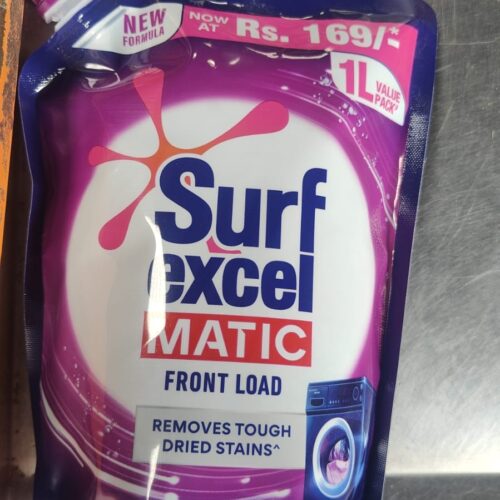 NEW
FORMULA
NOW
AT
Rs. 169/-*
1L
VALUE
PACK^
Surf
excel
MATIC
FRONT LOAD
REMOVES TOUGH
DRIED STAINS^